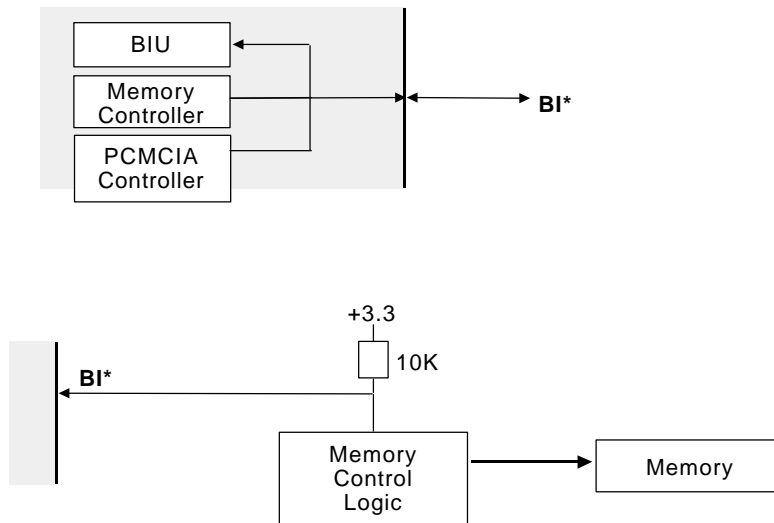 BIU
Memory
Controller
BI*
PCMCIA
Controller
+3.3
10K
BI*
Memory
Control
Logic
Memory